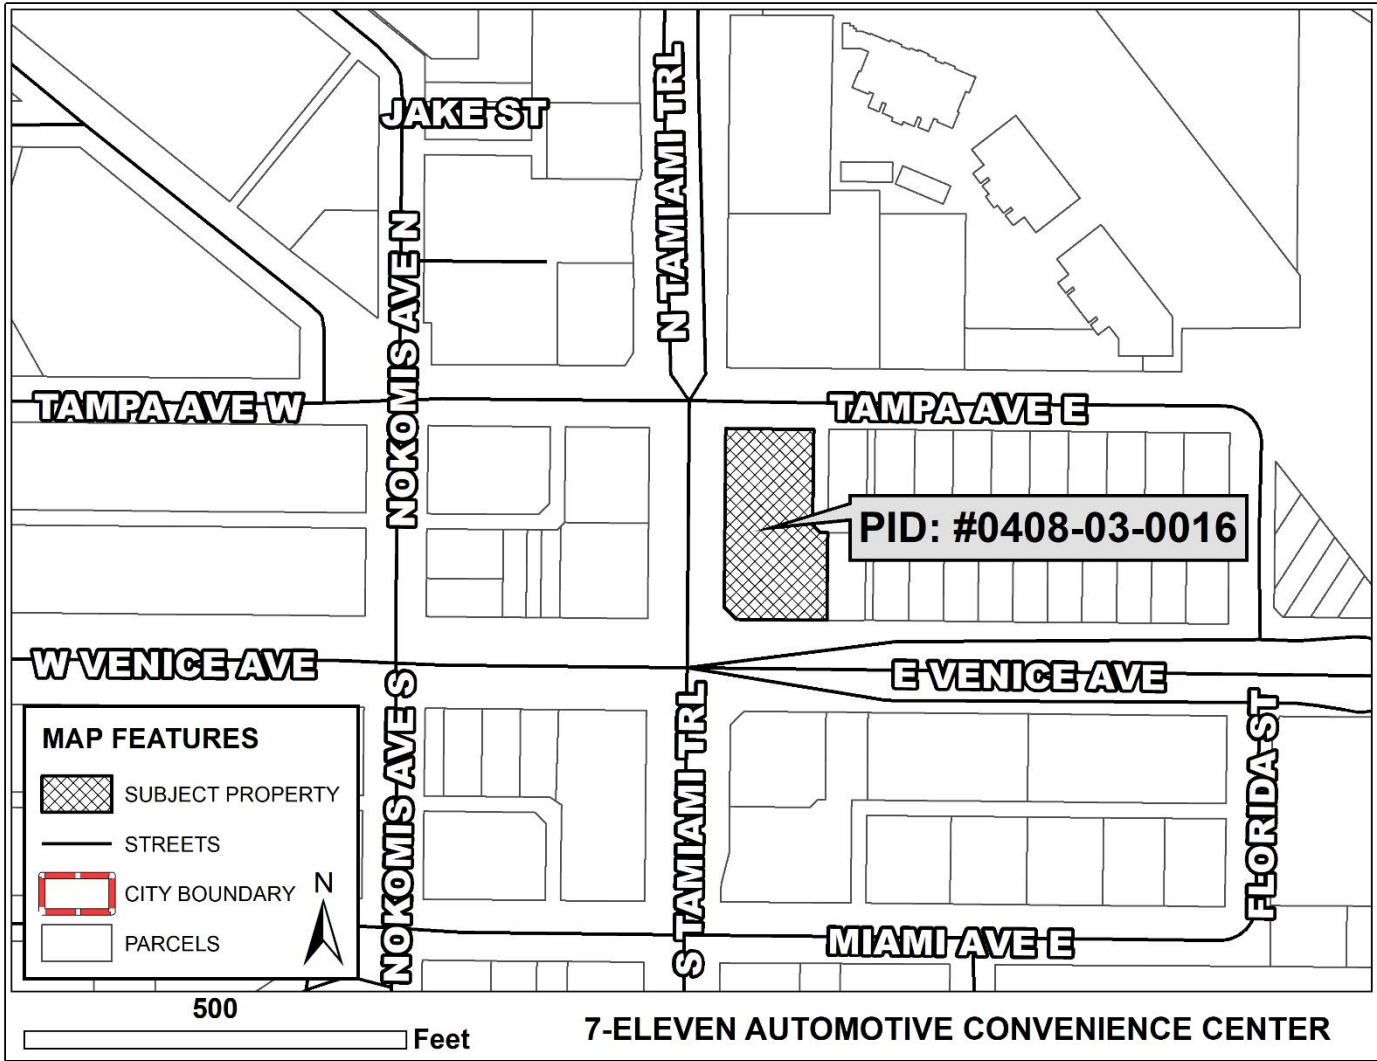 JAKE ST
N TAMIAMI TRL
NOKOMIS AVE N
TAMPA AVE W
TAMPA AVE E
PID: #0408-03-0016
W VENICE AVE
E VENICE AVE
NOKOMIS AVE S
S TAMIAMI TRL
FLORIDA ST
MIAMI AVE E
MAP FEATURES
SUBJECT PROPERTY
STREETS
CITY BOUNDARY
PARCELS
N
500
Feet
7-ELEVEN AUTOMOTIVE CONVENIENCE CENTER